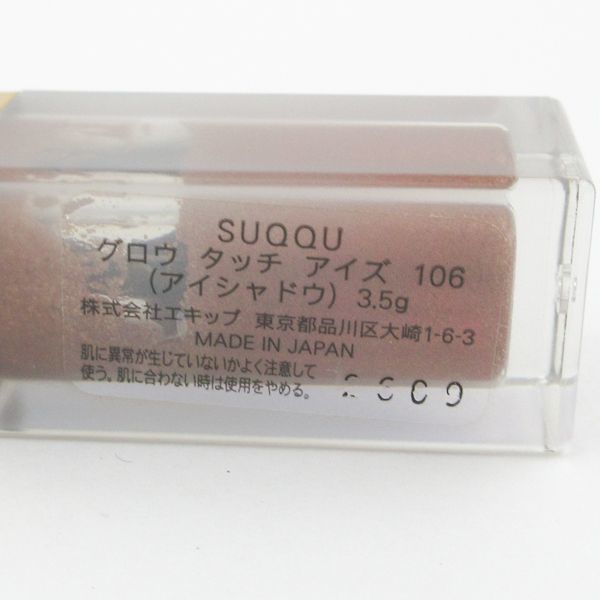 SUQQU
グロウ タッチ アイズ 106
(アイシャドウ) 3.5g
株式会社エキップ 東京都品川区大崎1-6-3
MADE IN JAPAN
肌に異常が生じていないかよく注意して
使う。肌に合わない時は使用をやめる。